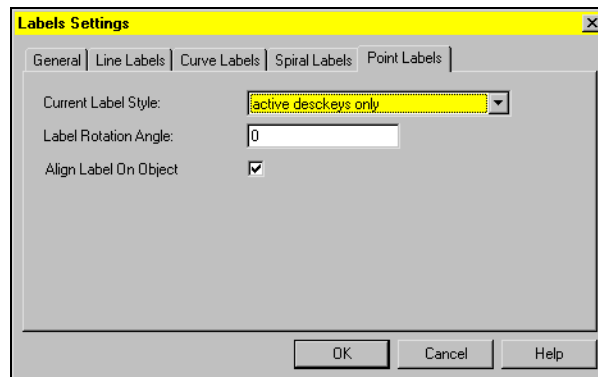 Labels Settings
General Line Labels Curve Labels Spiral Labels Point Labels
Current Label Style: active desckeys only
Label Rotation Angle: 0
Align Label On Object
OK Cancel Help